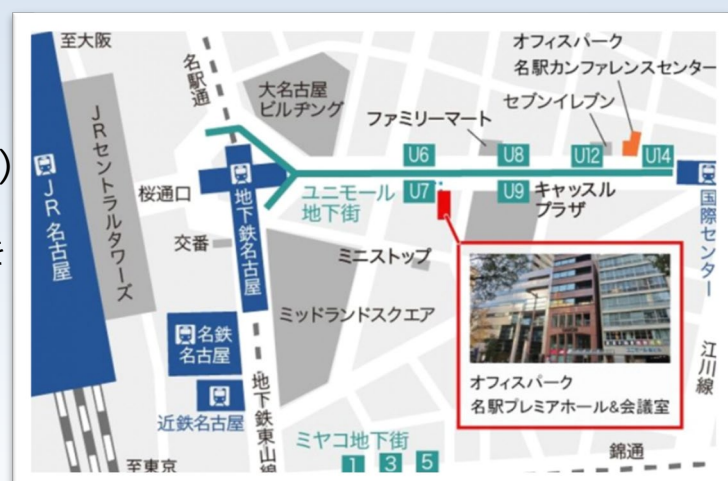 至大阪
JR名古屋
JRセントラルタワーズ
名駅通
大名古屋
ビルヂング
オフィスパーク
名駅カンファレンスセンター
ファミリーマート
セブンイレブン
U6
U8
U12
U14
桜通口
地下鉄名古屋
ユニモール
地下街
U7
U9
キャッスル
プラザ
国際センター
交番
ミニストップ
ミッドランドスクエア
名鉄
名古屋
近鉄名古屋
地下鉄東山線
オフィスパーク
名駅プレミアホール&会議室
江川線
ミヤコ地下街
1
3
5
錦通
至東京
)